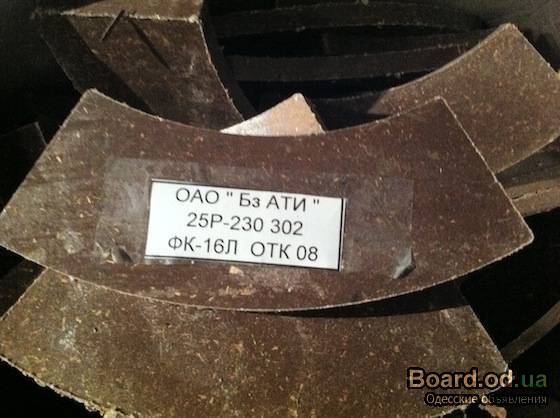 ОАО " Бз АТИ "
25Р-230 302
ФК-16Л ОТК 08
Board.od.ua
Одесские объявления